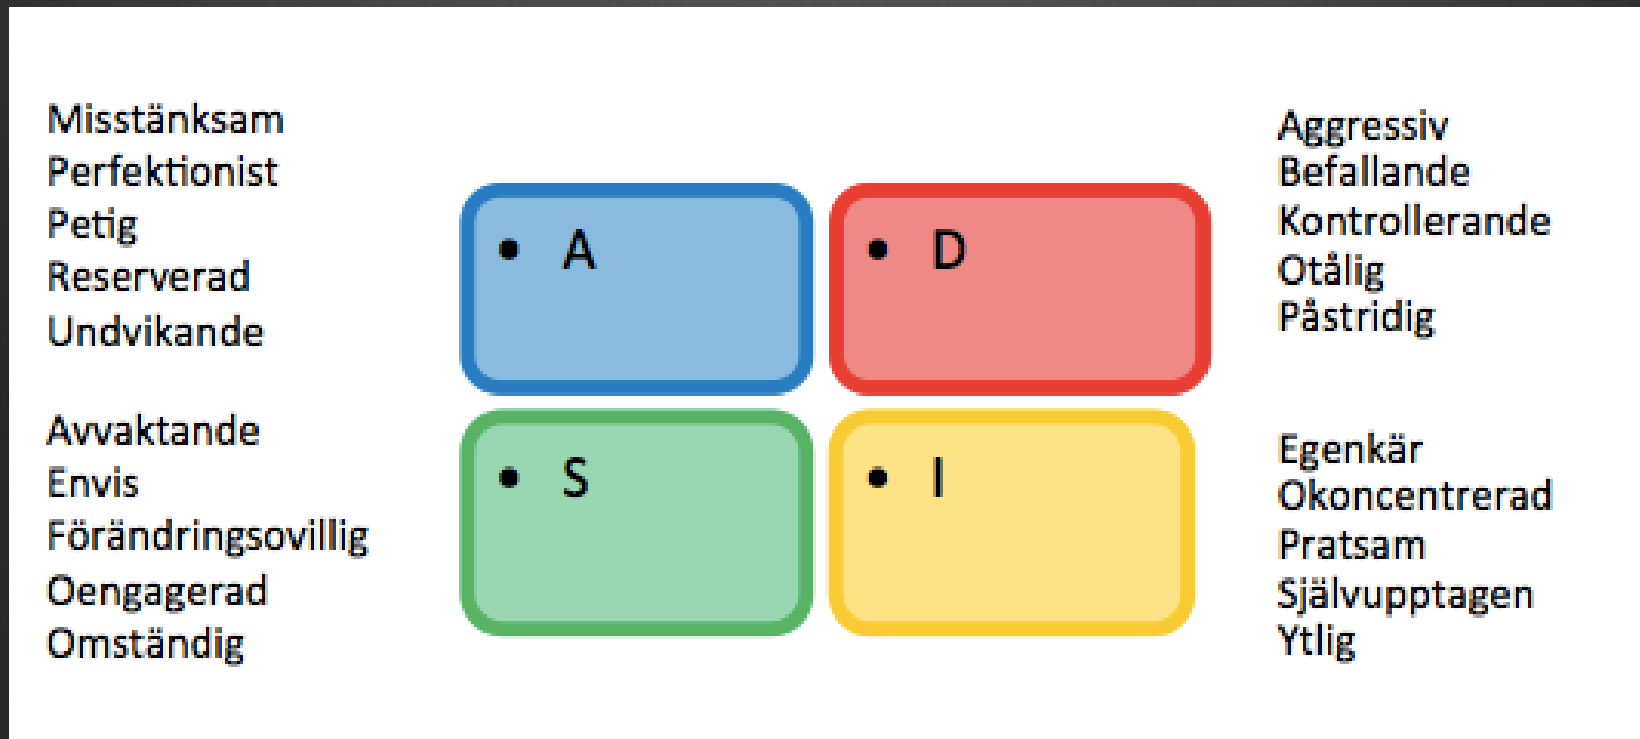 Misstänksam
Perfektionist
Petig
Reserverad
Undvikande
• A
• D
Aggressiv
Befallande
Kontrollerande
Otålig
Påstridig
Avvaktande
Envis
Förändringsovillig
Oengagerad
Omständig
• S
• I
Egenkär
Okoncentrerad
Pratsam
Självupptagen
Ytlig